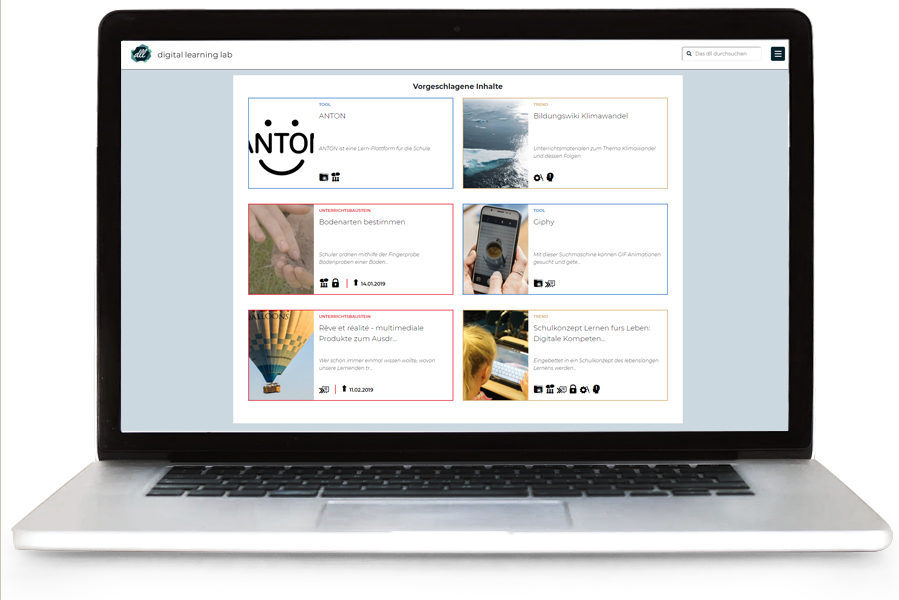 dll
digital.learning.lab
Das dll durchsuchen
Vorgeschlagene Inhalte
TOOL
ANTON
ANTON
ANTON ist eine Lern-Plattform für die Schule.
TREND
Bildungswiki Klimawandel
Unterrichtsmaterialien zum Thema Klimawandel
und dessen Folgen
UNTERRICHTSBAUSTEIN
Bodenarten bestimmen
Schüler ordnen mithilfe der Fingerprobe
Bodenproben einer Boden...
14.01.2019
TOOL
Giphy
Mit dieser Suchmaschine können GIF Animationen
gesucht und gete...
BALLOONS
UNTERRICHTSBAUSTEIN
Rêve et réalité - multimediale
Produkte zum Ausdr...
Wer schon immer einmal wissen wollte, wovon
unsere Lernenden tr...
11.02.2019
TREND
Schulkonzept Lernen fürs Leben:
Digitale Kompeten...
Eingebettet in ein Schulkonzept des lebenslangen
Lernens werden...